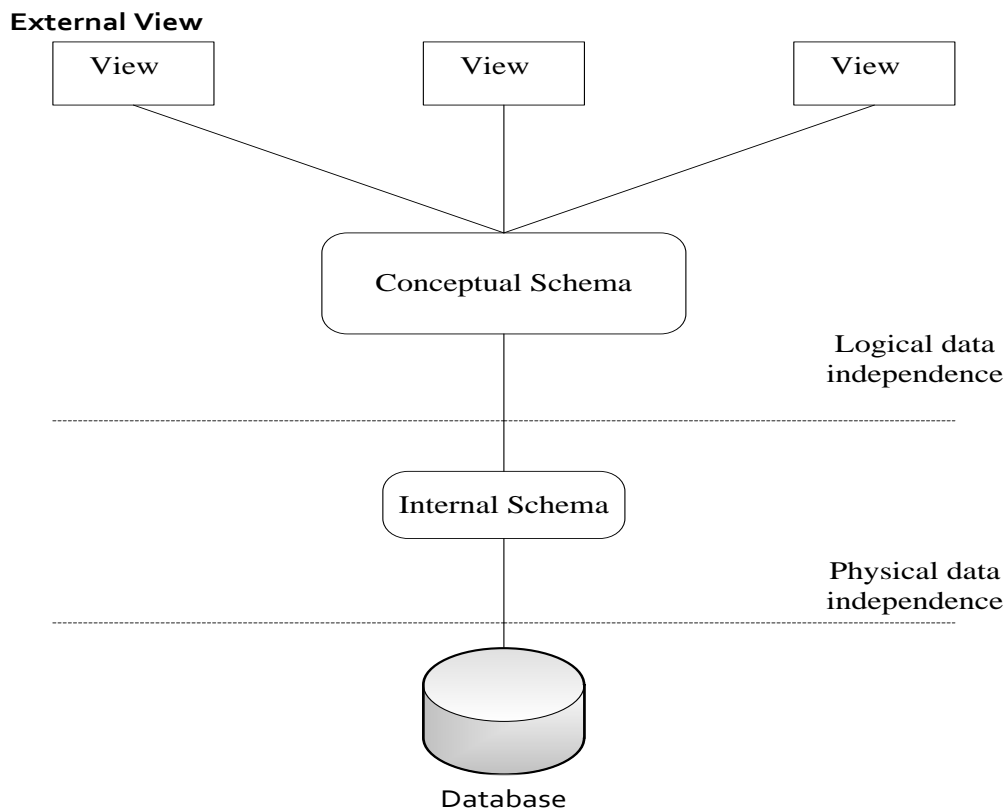 External View
View
View
View
Conceptual Schema
Logical data
independence
Internal Schema
Physical data
independence
Database